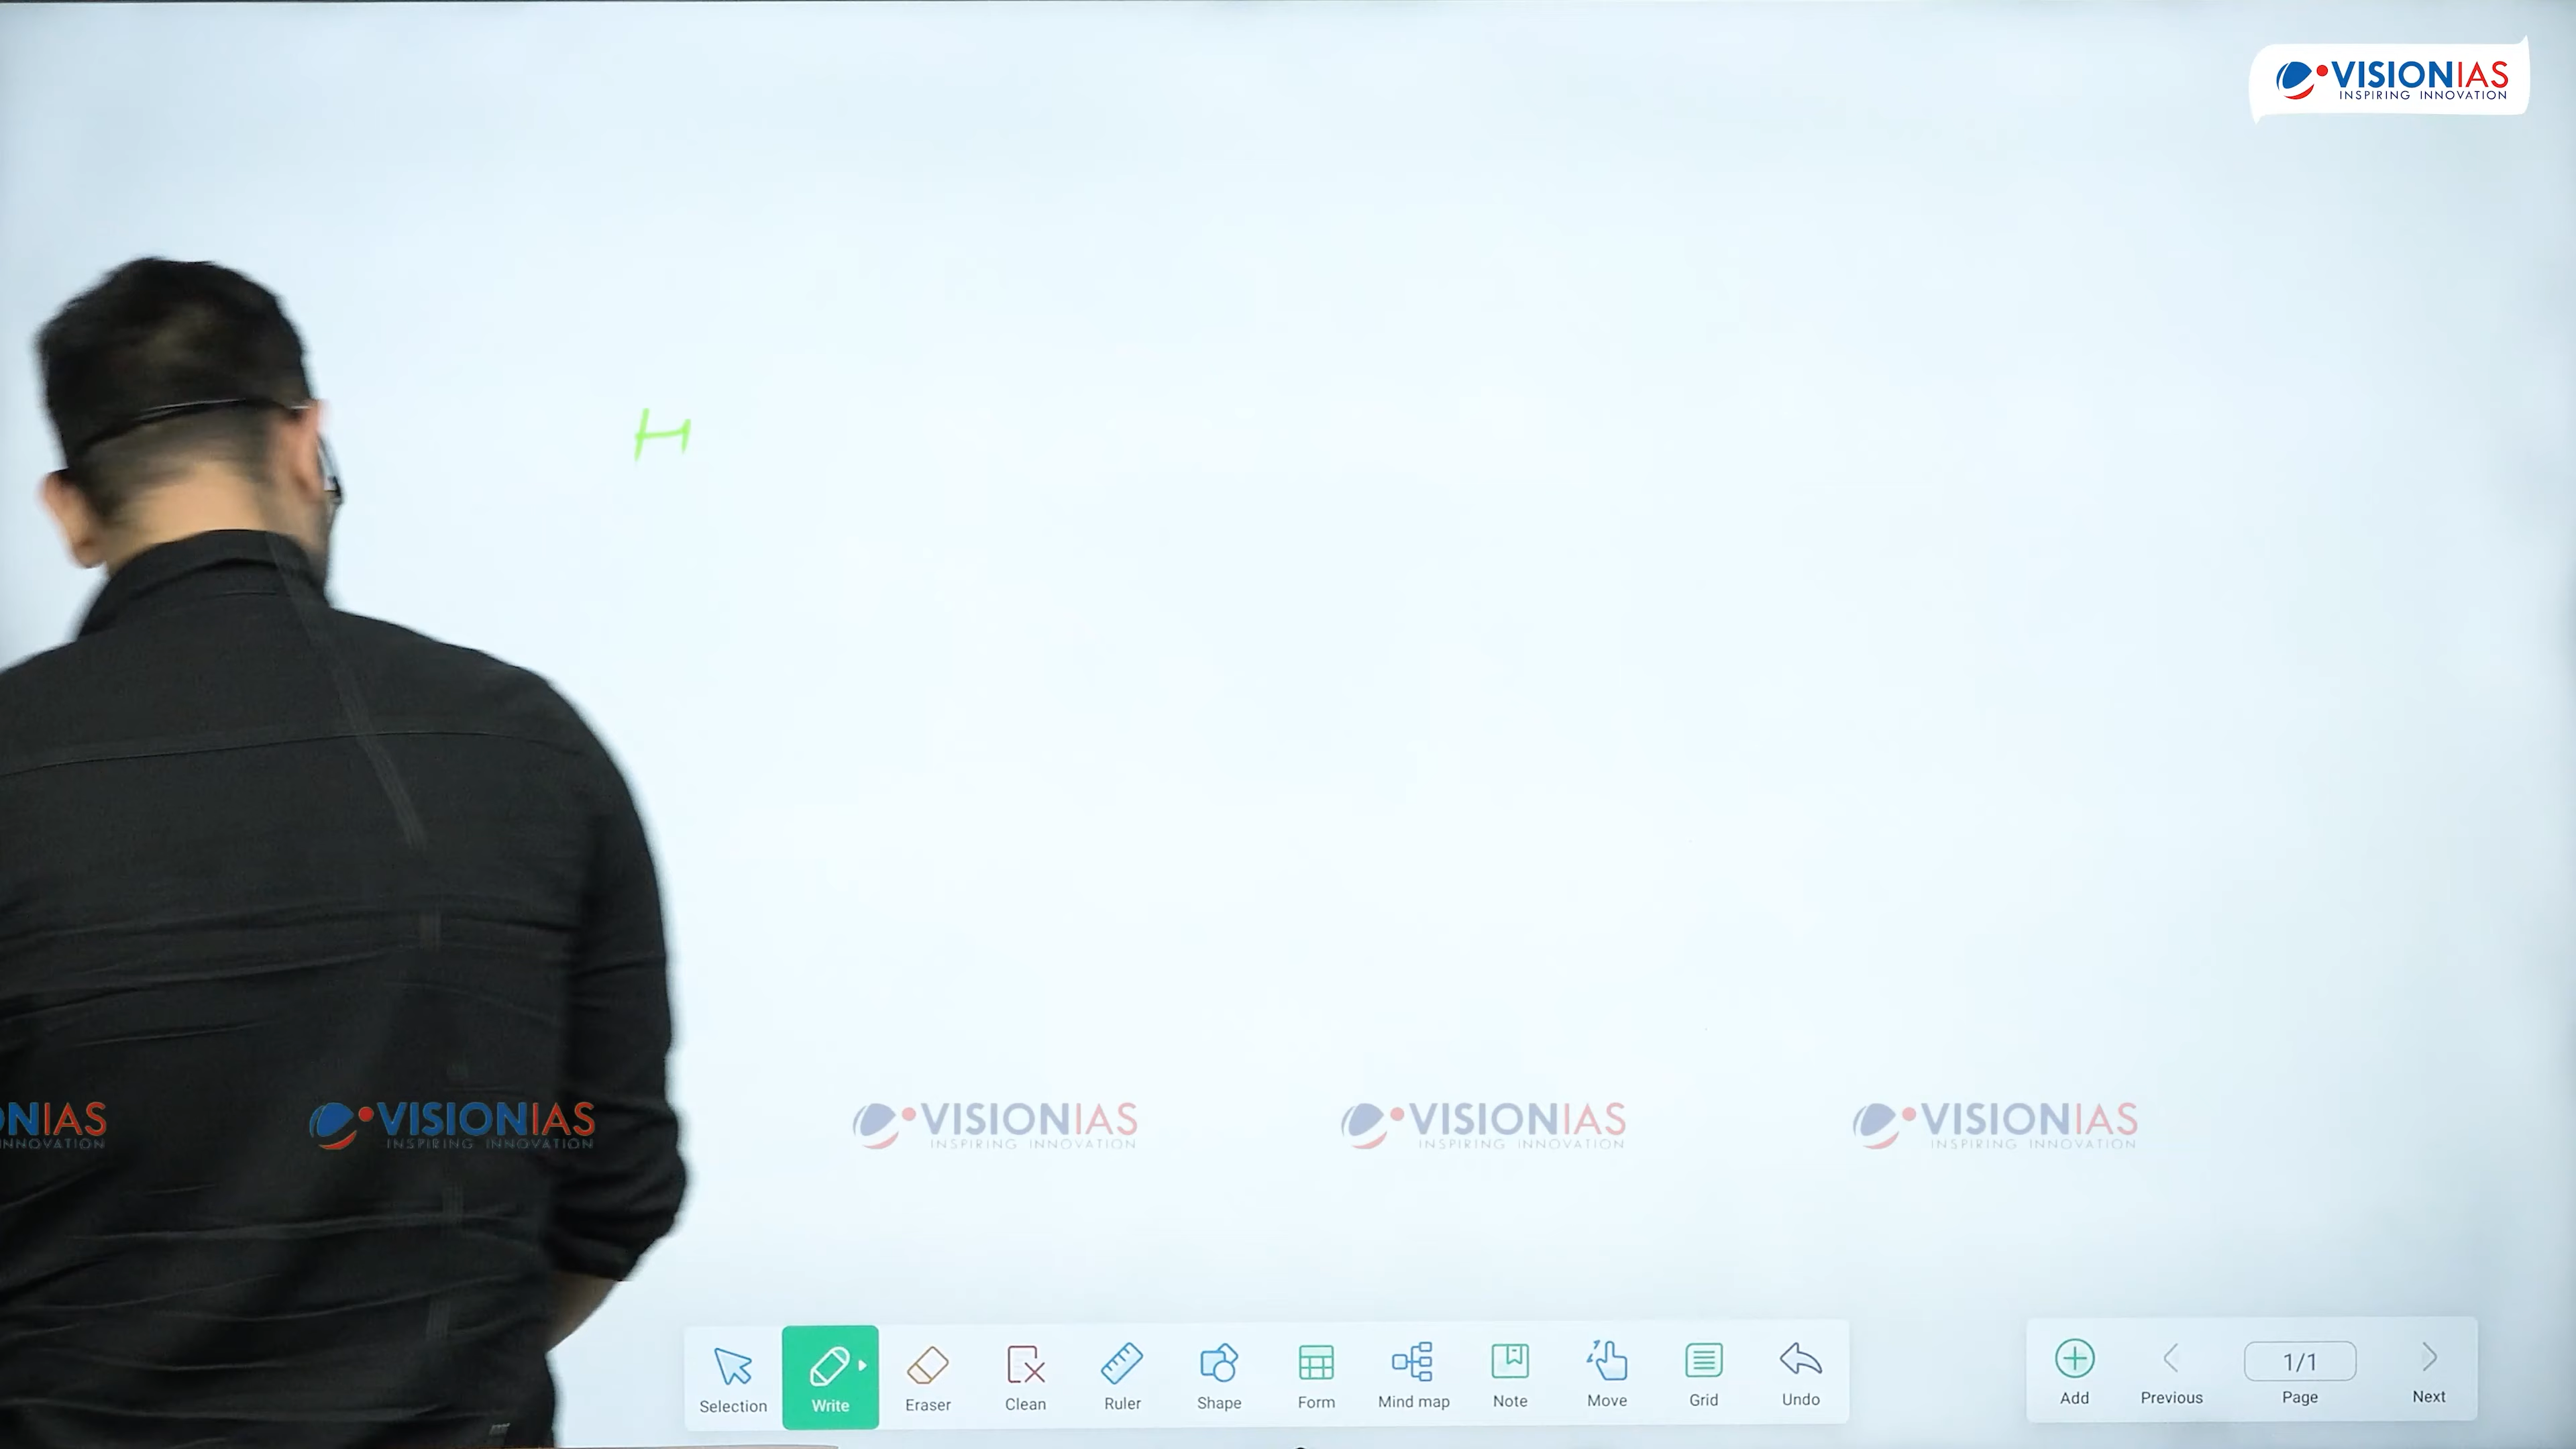 VISIONIAS
INSPIRING INNOVATION
H
NIAS
INNOVATION
VISIONIAS
INSPIRING INNOVATION
VISIONIAS
INSPIRING INNOVATION
VISIONIAS
INSPIRING INNOVATION
VISIONIAS
INSPIRING INNOVATION
Selection
Write
Eraser
Clean
Ruler
Shape
Form
Mind map
Note
Move
Grid
Undo
Add
Previous
1/1
Page
Next